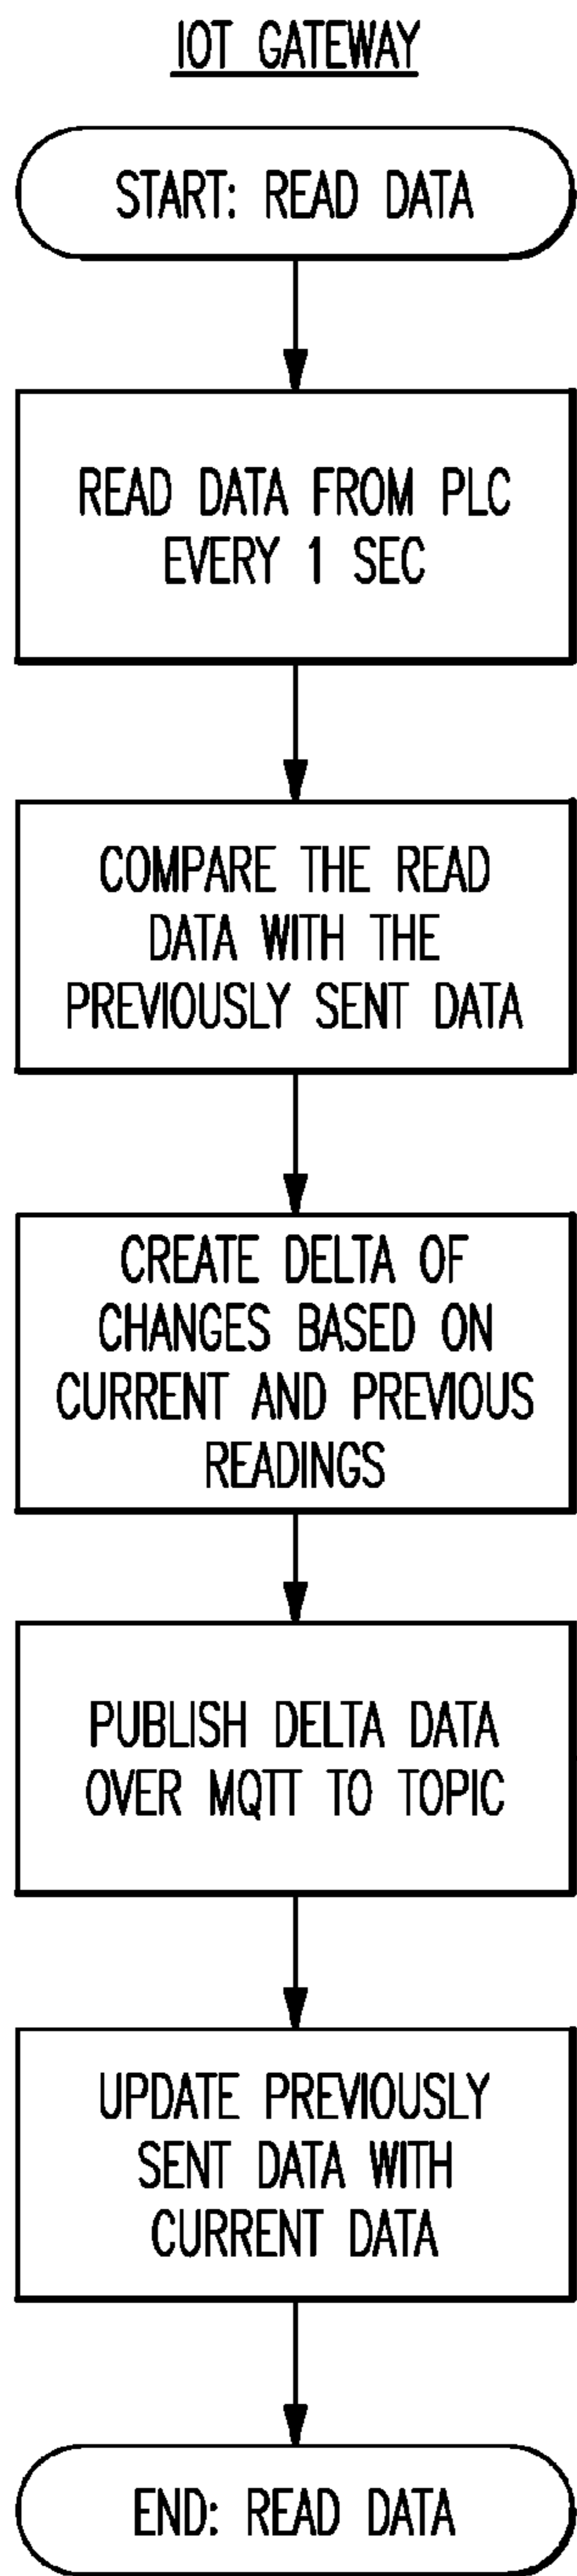 IOT GATEWAY
START: READ DATA
READ DATA FROM PLC
EVERY 1 SEC
COMPARE THE READ
DATA WITH THE
PREVIOUSLY SENT DATA
CREATE DELTA OF
CHANGES BASED ON
CURRENT AND PREVIOUS
READINGS
PUBLISH DELTA DATA
OVER MQTT TO TOPIC
UPDATE PREVIOUSLY
SENT DATA WITH
CURRENT DATA
END: READ DATA